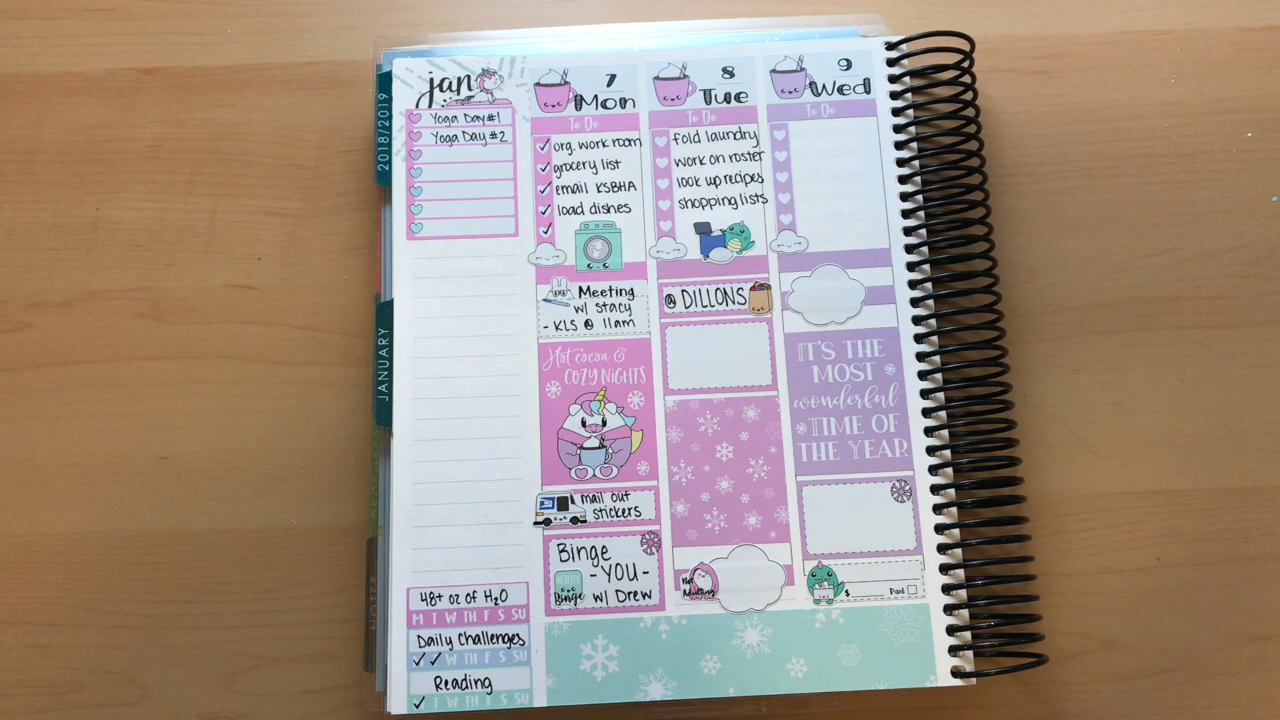 2018/2019
JANUARY
NOTES
jan
Yoga Day #1
Yoga Day #2
48+ oz of H2O
M T W TH F S SU
Daily Challenges
✓ ✓ W TH F S SU
Reading
✓ T W TH F S SU
7
Mon
To Do
✓ org. work room
✓ grocery list
✓ email KSBHA
✓ load dishes
✓
Meeting
w/ Stacy
- KLS @ 11am
Hot cocoa &
COZY NIGHTS
mail out
stickers
Binge
-YOU-
w/ Drew
Binge
8
Tue
To Do
fold laundry
work on roster
look up recipes
shopping lists
@ DILLONS
Not
Adulting
9
Wed
To Do
IT'S THE
MOST
wonderful
TIME OF
THE YEAR
$ Paid